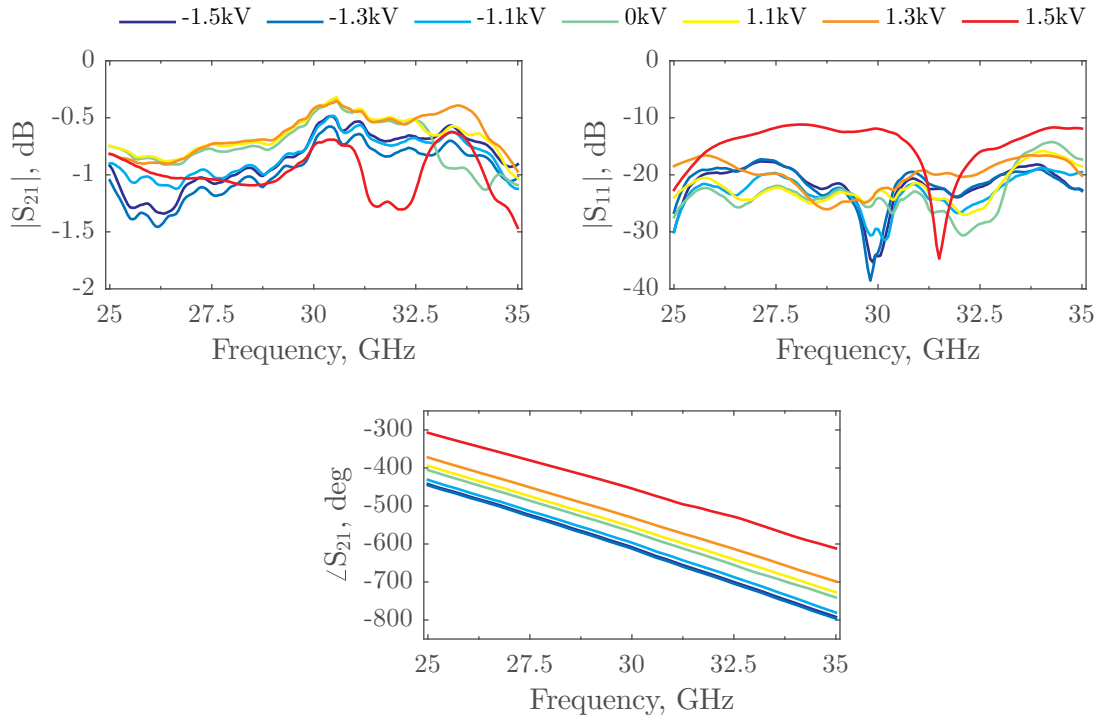 -1.5kV -1.3kV -1.1kV 0kV 1.1kV 1.3kV 1.5kV
|S21|, dB
0
-0.5
-1
-1.5
-2
25 27.5 30 32.5 35
Frequency, GHz
|S11|, dB
0
-10
-20
-30
-40
25 27.5 30 32.5 35
Frequency, GHz
∠S21, deg
-300
-400
-500
-600
-700
-800
25 27.5 30 32.5 35
Frequency, GHz